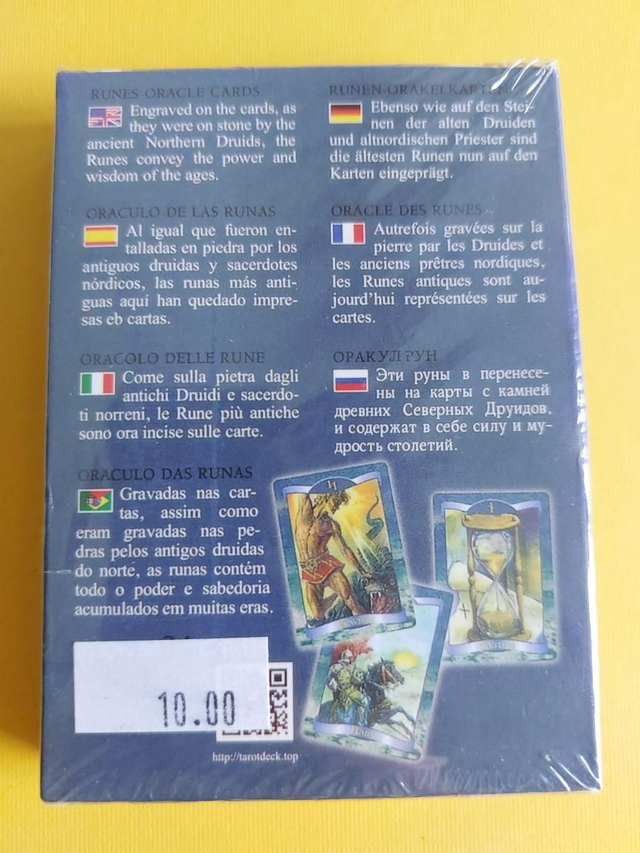 RUNES ORACLE CARDS
Engraved on the cards, as
they were on stone by the
ancient Northern Druids, the
Runes convey the power and
wisdom of the ages.
RUNEN-ORAKELKARTEN
Ebenso wie auf den Stei-
nen der alten Druiden
und altnordischen Priester sind
die ältesten Runen nun auf den
Karten eingeprägt.
ORACULO DE LAS RUNAS
Al igual que fueron en-
talladas en piedra por los
antiguos druidas y sacerdotes
nórdicos, las runas más anti-
guas aquí han quedado impre-
sas eb cartas.
ORACLE DES RUNES
Autrefois gravées sur la
pierre par les Druides et
les anciens prêtres nordiques,
les Runes antiques sont au-
jourd'hui représentées sur les
cartes.
ORACOLO DELLE RUNE
Come sulla pietra dagli
antichi Druidi e sacerdo-
ti norreni, le Rune più antiche
sono ora incise sulle carte.
ОРАКУЛ РУН
Эти руны в перенесе-
ны на карты с камней
древних Северных Друидов,
и содержат в себе силу и му-
дрость столетий.
ORACULO DAS RUNAS
Gravadas nas car-
tas, assim como
eram gravadas nas pe-
dras pelos antigos druidas
do norte, as runas contém
todo o poder e sabedoria
acumulados em muitas eras.
10.00
http://tarotdeck.top